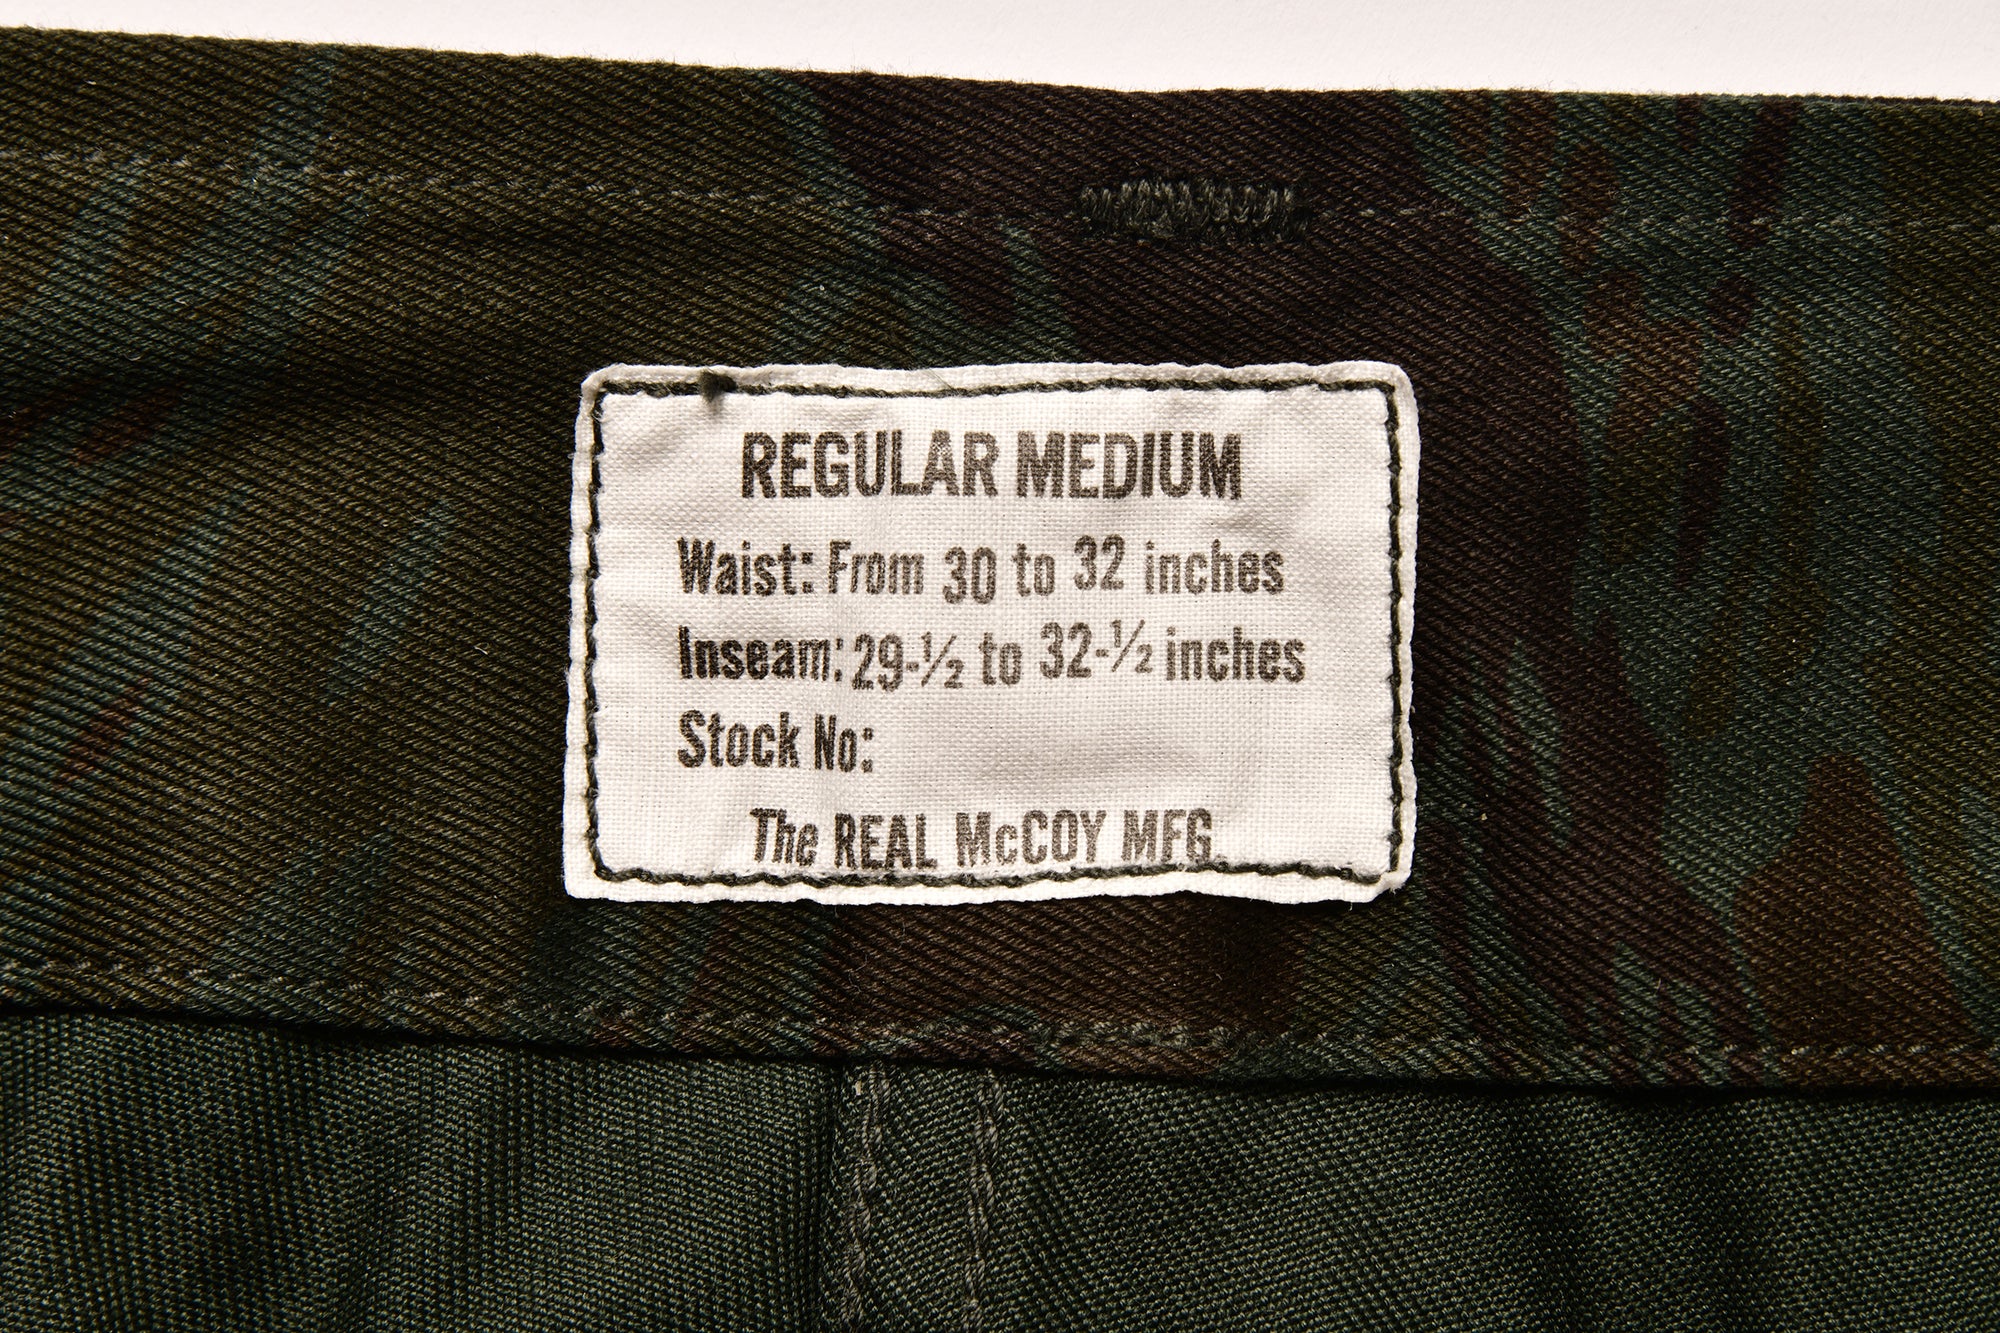 REGULAR MEDIUM
Waist: From 30 to 32 inches
Inseam: 29-½ to 32-½ inches
Stock No:
The REAL McCOY MFG